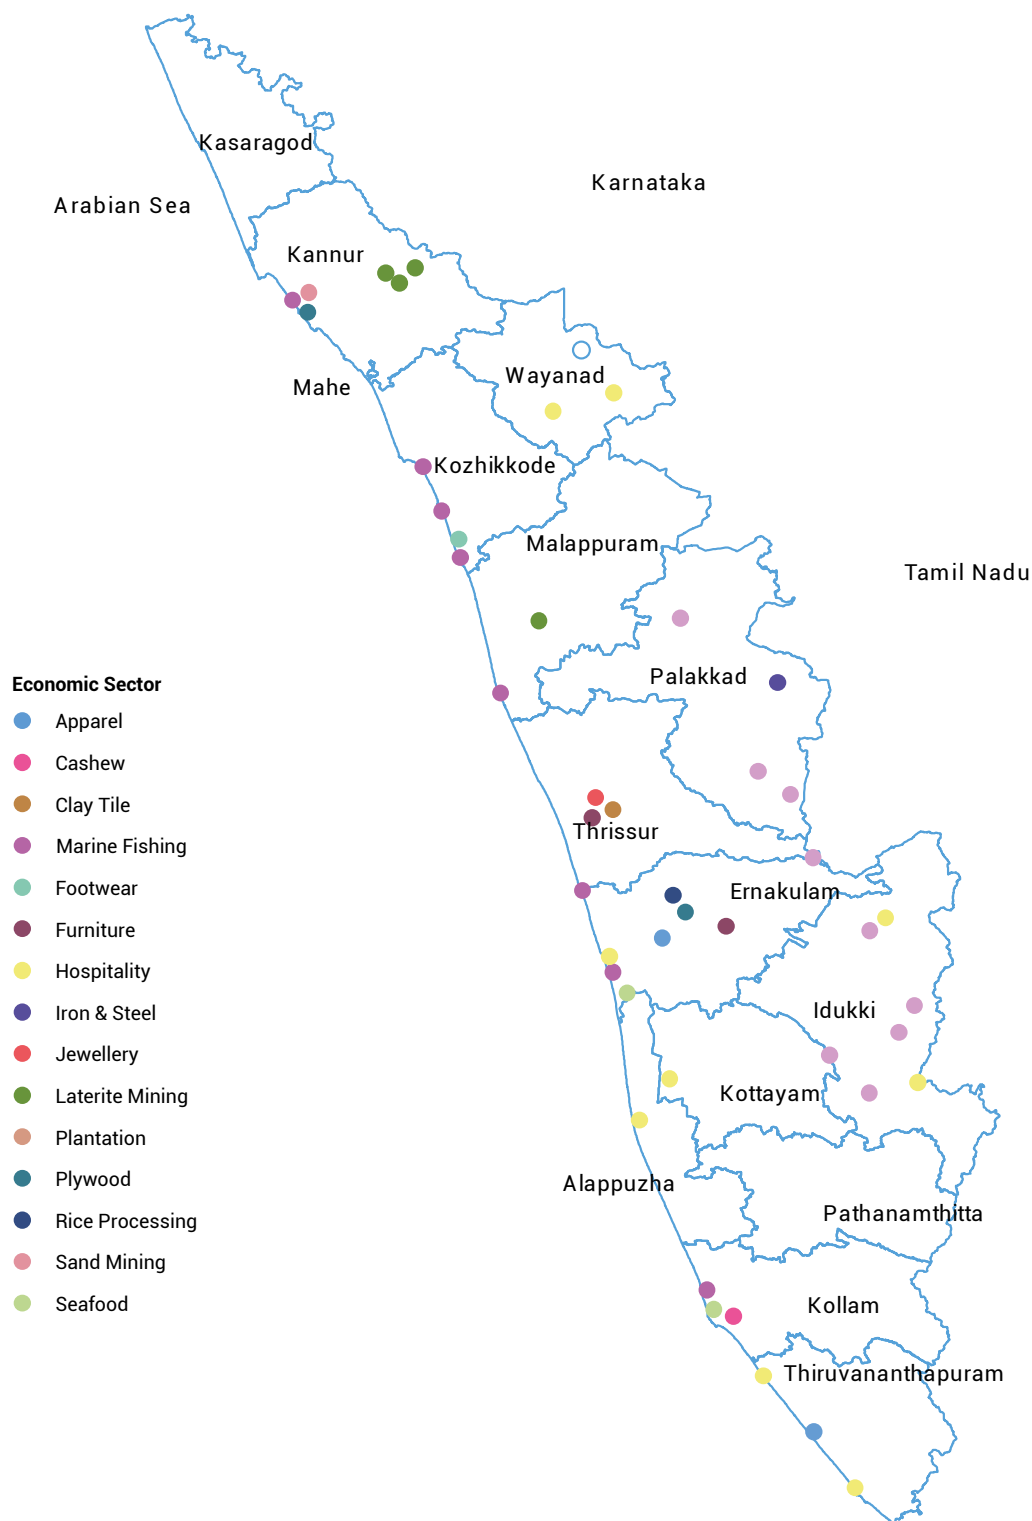 Kasaragod
Karnataka
Arabian Sea
Kannur
Wayanad
Mahe
Kozhikkode
Malappuram
Tamil Nadu
Palakkad
Economic Sector
Apparel
Cashew
Clay Tile
Marine Fishing
Footwear
Furniture
Hospitality
Iron & Steel
Jewellery
Laterite Mining
Plantation
Plywood
Rice Processing
Sand Mining
Seafood
Thrissur
Ernakulam
Idukki
Kottayam
Alappuzha
Pathanamthitta
Kollam
Thiruvananthapuram